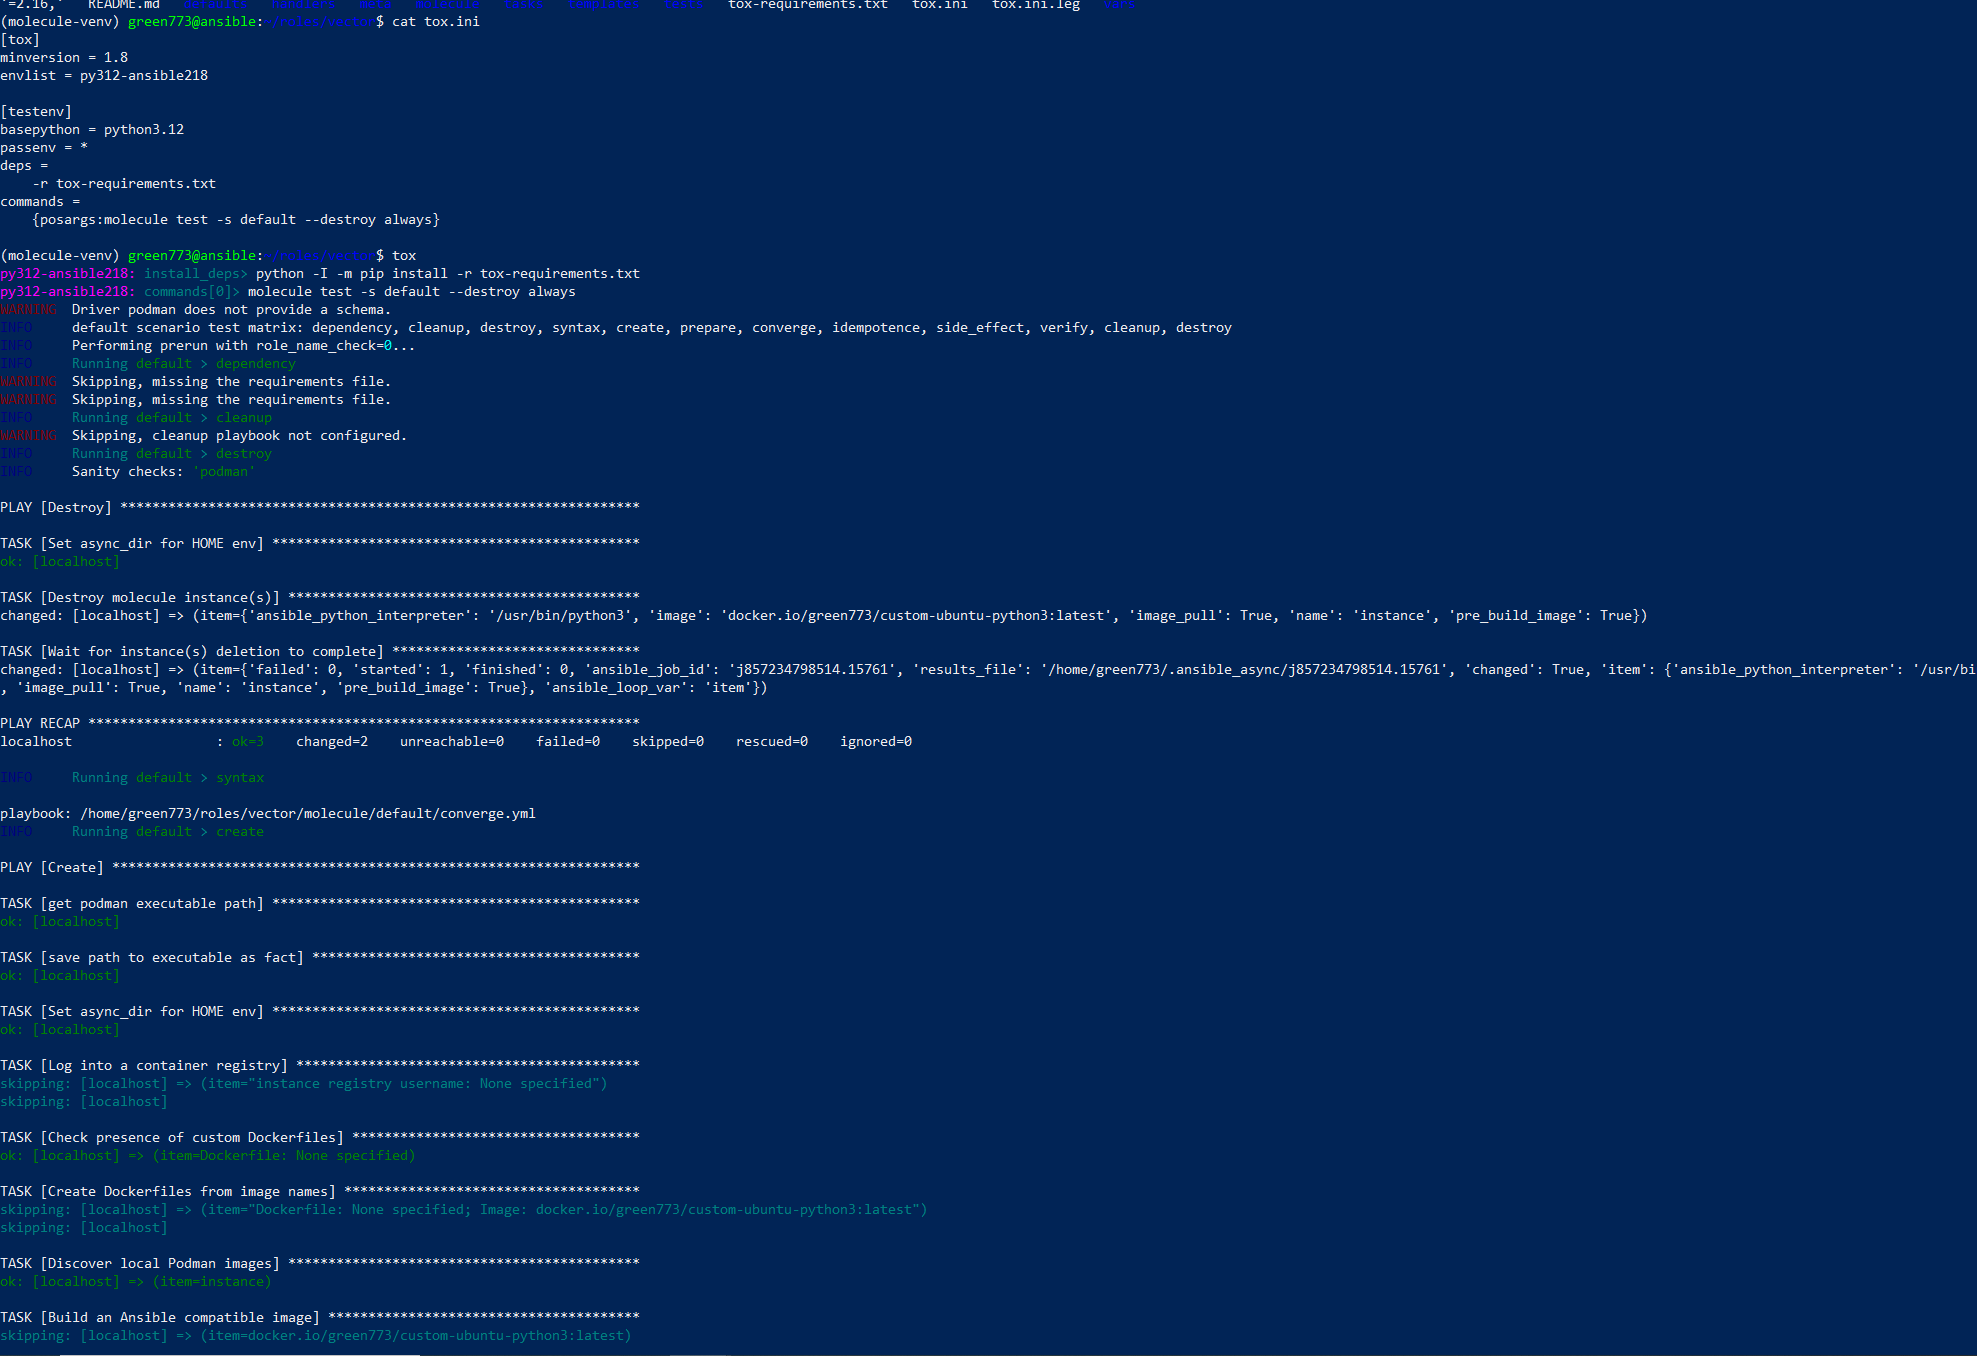 '=2.16,'   README.md   defaults   handlers   meta   molecule   tasks   templates   tests   tox-requirements.txt   tox.ini   tox.ini.leg   vars
(molecule-venv) green773@ansible:~/roles/vector$ cat tox.ini
[tox]
minversion = 1.8
envlist = py312-ansible218
[testenv]
basepython = python3.12
passenv = *
deps =
    -r tox-requirements.txt
commands =
    {posargs:molecule test -s default --destroy always}
(molecule-venv) green773@ansible:~/roles/vector$ tox
py312-ansible218: install_deps> python -I -m pip install -r tox-requirements.txt
py312-ansible218: commands[0]> molecule test -s default --destroy always
WARNING  Driver podman does not provide a schema.
INFO     default scenario test matrix: dependency, cleanup, destroy, syntax, create, prepare, converge, idempotence, side_effect, verify, cleanup, destroy
INFO     Performing prerun with role_name_check=0...
INFO     Running default > dependency
WARNING  Skipping, missing the requirements file.
WARNING  Skipping, missing the requirements file.
INFO     Running default > cleanup
WARNING  Skipping, cleanup playbook not configured.
INFO     Running default > destroy
INFO     Sanity checks: 'podman'
PLAY [Destroy] *****************************************************************
TASK [Set async_dir for HOME env] **********************************************
ok: [localhost]
TASK [Destroy molecule instance(s)] ********************************************
changed: [localhost] => (item={'ansible_python_interpreter': '/usr/bin/python3', 'image': 'docker.io/green773/custom-ubuntu-python3:latest', 'image_pull': True, 'name': 'instance', 'pre_build_image': True})
TASK [Wait for instance(s) deletion to complete] *******************************
changed: [localhost] => (item={'failed': 0, 'started': 1, 'finished': 0, 'ansible_job_id': 'j857234798514.15761', 'results_file': '/home/green773/.ansible_async/j857234798514.15761', 'changed': True, 'item': {'ansible_python_interpreter': '/usr/bi
, 'image_pull': True, 'name': 'instance', 'pre_build_image': True}, 'ansible_loop_var': 'item'})
PLAY RECAP *********************************************************************
localhost                  : ok=3    changed=2    unreachable=0    failed=0    skipped=0    rescued=0    ignored=0
INFO     Running default > syntax
playbook: /home/green773/roles/vector/molecule/default/converge.yml
INFO     Running default > create
PLAY [Create] ******************************************************************
TASK [get podman executable path] **********************************************
ok: [localhost]
TASK [save path to executable as fact] *****************************************
ok: [localhost]
TASK [Set async_dir for HOME env] **********************************************
ok: [localhost]
TASK [Log into a container registry] *******************************************
skipping: [localhost] => (item="instance registry username: None specified")
skipping: [localhost]
TASK [Check presence of custom Dockerfiles] ************************************
ok: [localhost] => (item=Dockerfile: None specified)
TASK [Create Dockerfiles from image names] *************************************
skipping: [localhost] => (item="Dockerfile: None specified; Image: docker.io/green773/custom-ubuntu-python3:latest")
skipping: [localhost]
TASK [Discover local Podman images] ********************************************
ok: [localhost] => (item=instance)
TASK [Build an Ansible compatible image] ***************************************
skipping: [localhost] => (item=docker.io/green773/custom-ubuntu-python3:latest)